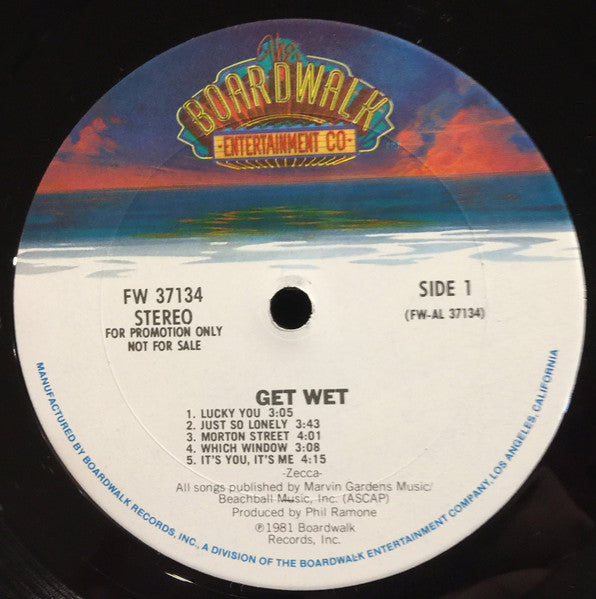 The
BOARDWALK
·ENTERTAINMENT CO·
FW 37134
STEREO
FOR PROMOTION ONLY
NOT FOR SALE
SIDE 1
(FW-AL 37134)
GET WET
1. LUCKY YOU 3:05
2. JUST SO LONELY 3:43
3. MORTON STREET 4:01
4. WHICH WINDOW 3:08
5. IT'S YOU, IT'S ME 4:15
-Zecca-
All songs published by Marvin Gardens Music/
Beachball Music, Inc. (ASCAP)
Produced by Phil Ramone
℗1981 Boardwalk
Records, Inc.
MANUFACTURED BY BOARDWALK RECORDS, INC., A DIVISION OF THE BOARDWALK ENTERTAINMENT COMPANY, LOS ANGELES, CALIFORNIA